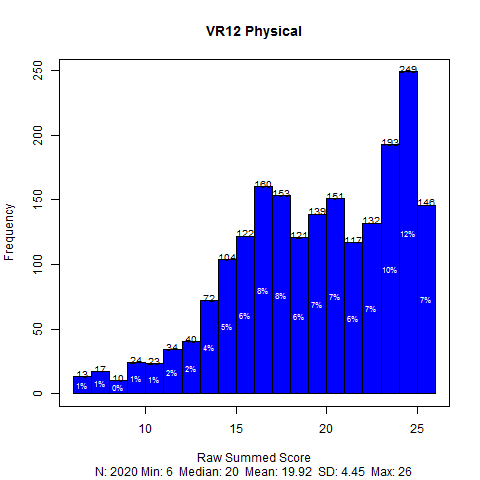 VR12 Physical
Frequency
250
200
150
100
50
0
13 17 10 24 23 34 40 72 104 122 160 153 121 139 151 117 132 193 249 146
1% 1% 0% 1% 1% 2% 2% 4% 5% 6% 8% 8% 6% 7% 7% 6% 7% 10% 12% 7%
10 15 20 25
Raw Summed Score
N: 2020 Min: 6 Median: 20 Mean: 19.92 SD: 4.45 Max: 26